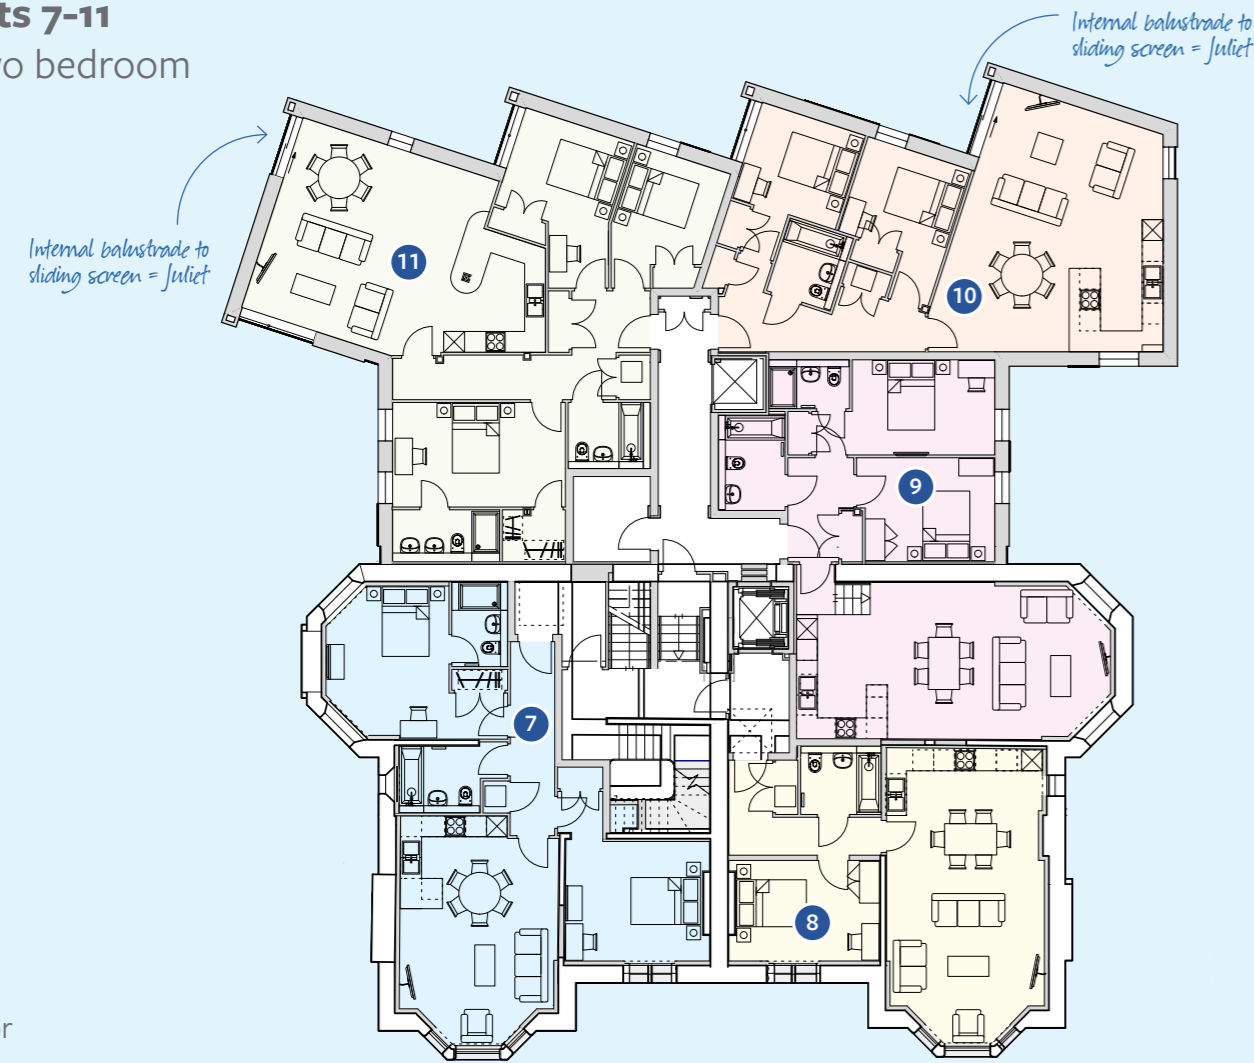 ts 7-11
o bedroom
Internal balustrade to
sliding screen = Juliet
Internal balustrade to
sliding screen = Juliet
11
10
9
7
8
r